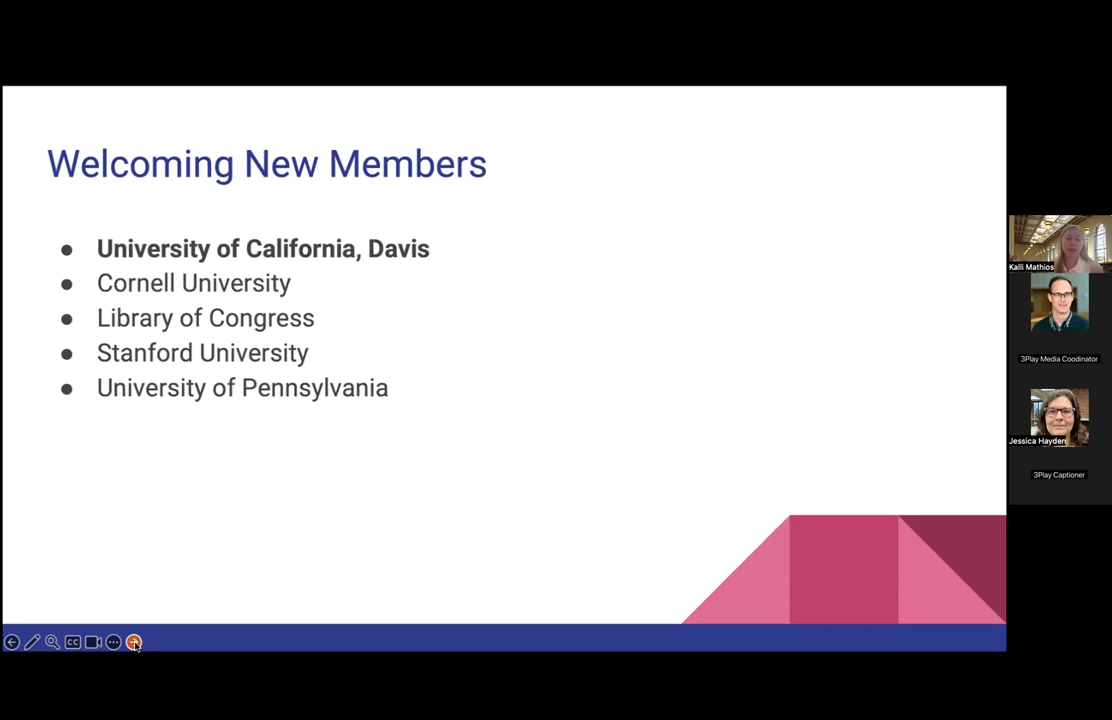 Welcoming New Members
● University of California, Davis
● Cornell University
● Library of Congress
● Stanford University
● University of Pennsylvania
Kalli Mathios
3Play Media Coodinator
Jessica Hayden
3Play Captioner
CC